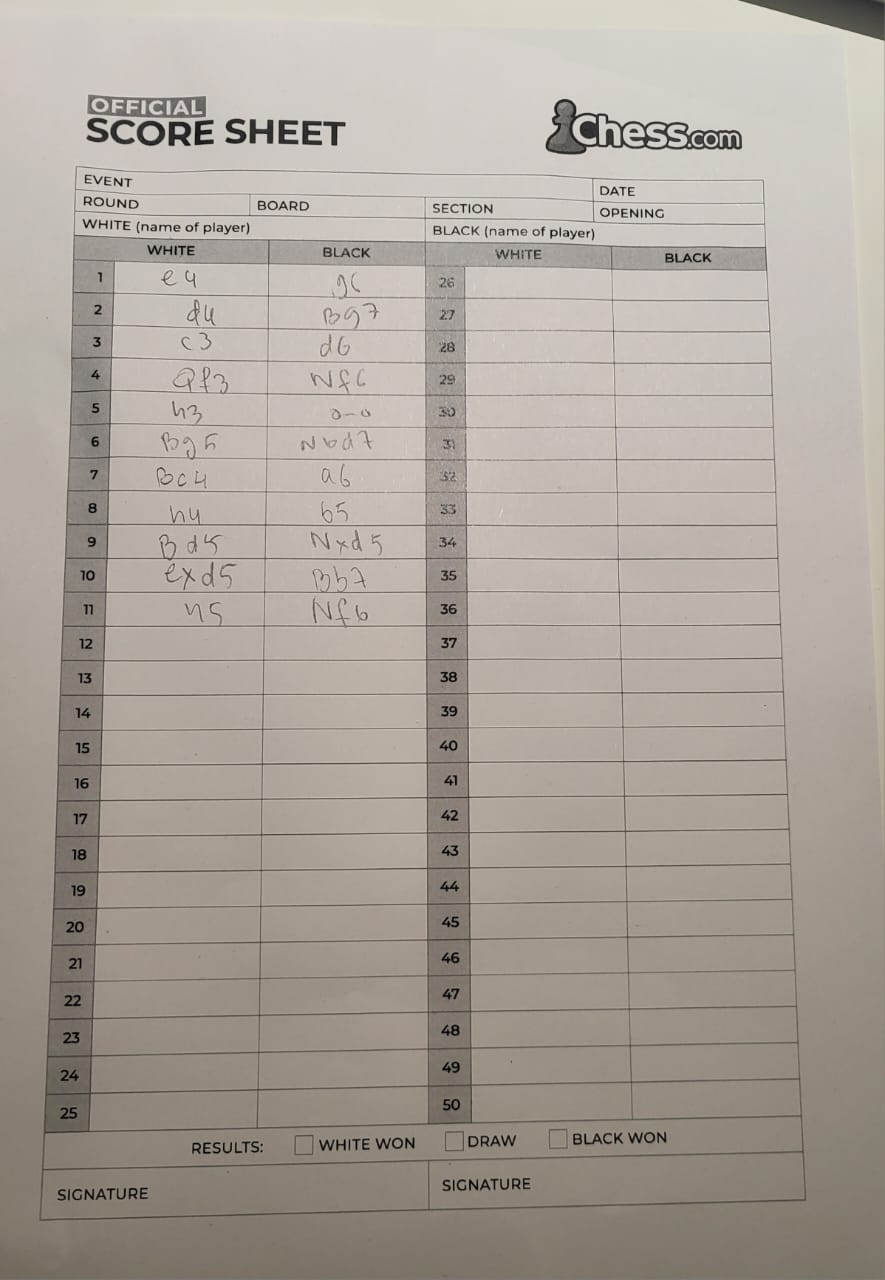 OFFICIAL
SCORE SHEET
Chess.com
EVENT DATE
ROUND BOARD SECTION OPENING
WHITE (name of player) BLACK (name of player)
WHITE BLACK WHITE BLACK
1 e4 g6 26
2 d4 Bg7 27
3 c3 d6 28
4 Qf3 Nf6 29
5 h3 0-0 30
6 Bg5 Nbd7 31
7 Bc4 a6 32
8 h4 b5 33
9 Bd5 Nxd5 34
10 exd5 Bb7 35
11 h5 Nf6 36
12 37
13 38
14 39
15 40
16 41
17 42
18 43
19 44
20 45
21 46
22 47
23 48
24 49
25 50
RESULTS: WHITE WON DRAW BLACK WON
SIGNATURE SIGNATURE